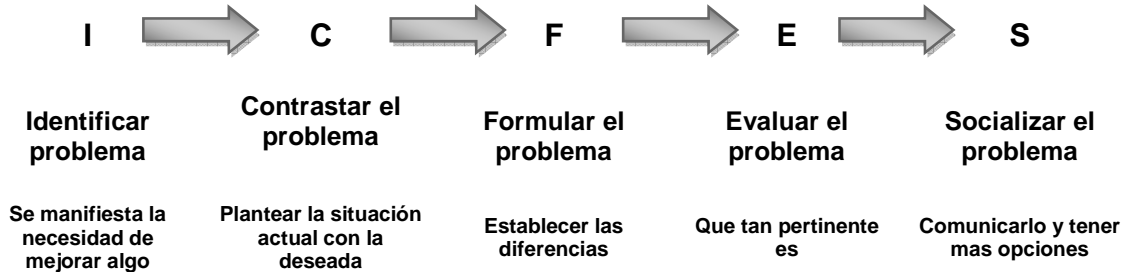 I C F E S
Identificar
problema
Contrastar el
problema
Formular el
problema
Evaluar el
problema
Socializar el
problema
Se manifiesta la
necesidad de
mejorar algo
Plantear la situación
actual con la
deseada
Establecer las
diferencias
Que tan pertinente
es
Comunicarlo y tener
mas opciones